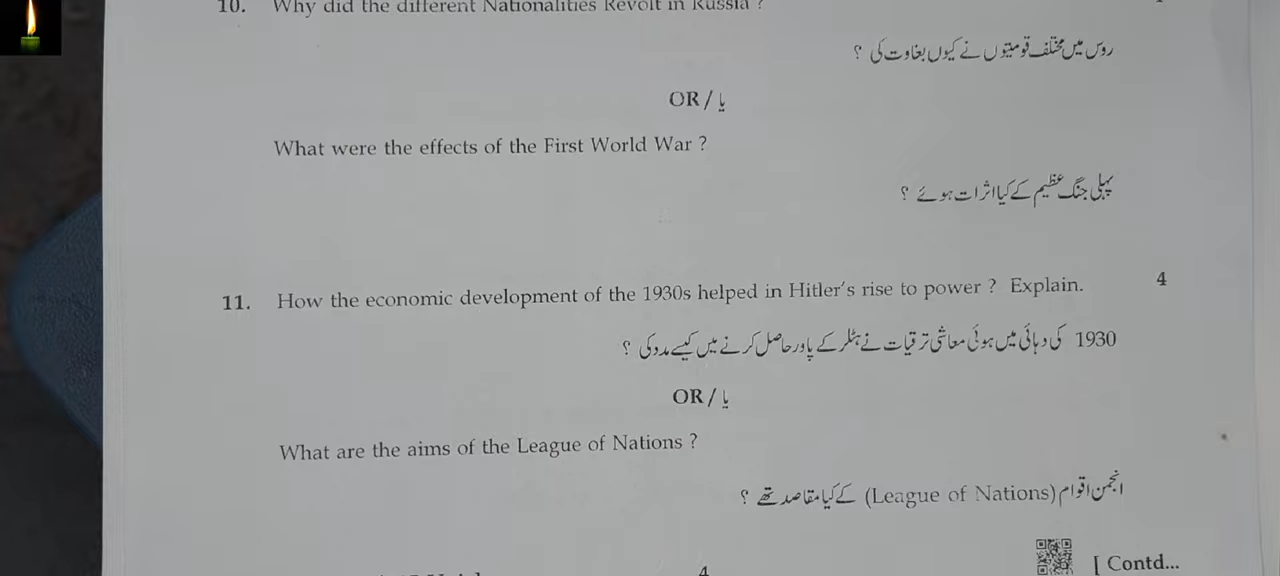 10. Why did the different Nationalities Revolt in Russia ?
روس میں مختلف قومیتوں نے کیوں بغاوت کی ؟
OR / یا
What were the effects of the First World War ?
پہلی جنگ عظیم کے کیا اثرات ہوئے ؟
11. How the economic development of the 1930s helped in Hitler's rise to power ? Explain. 4
1930 کی دہائی میں ہوئی معاشی ترقیات نے ہٹلر کے پاور حاصل کرنے میں کیسے مدد کی ؟
OR / یا
What are the aims of the League of Nations ?
انجمن اقوام (League of Nations) کے کیا مقاصد تھے ؟
4
[ Contd...